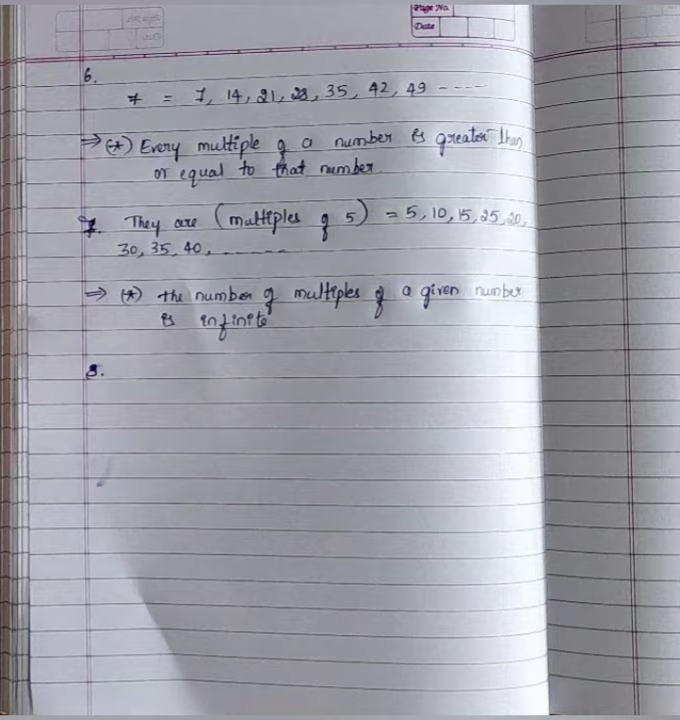 Page No.
Date
6.
7 = 7, 14, 21, 28, 35, 42, 49 -----
⇒ (*) Every multiple of a number is greater than
or equal to that number.
7. They are (multiples of 5) = 5, 10, 15, 25, 20,
30, 35, 40, ------
⇒ (*) the number of multiples of a given number
is infinite
8.